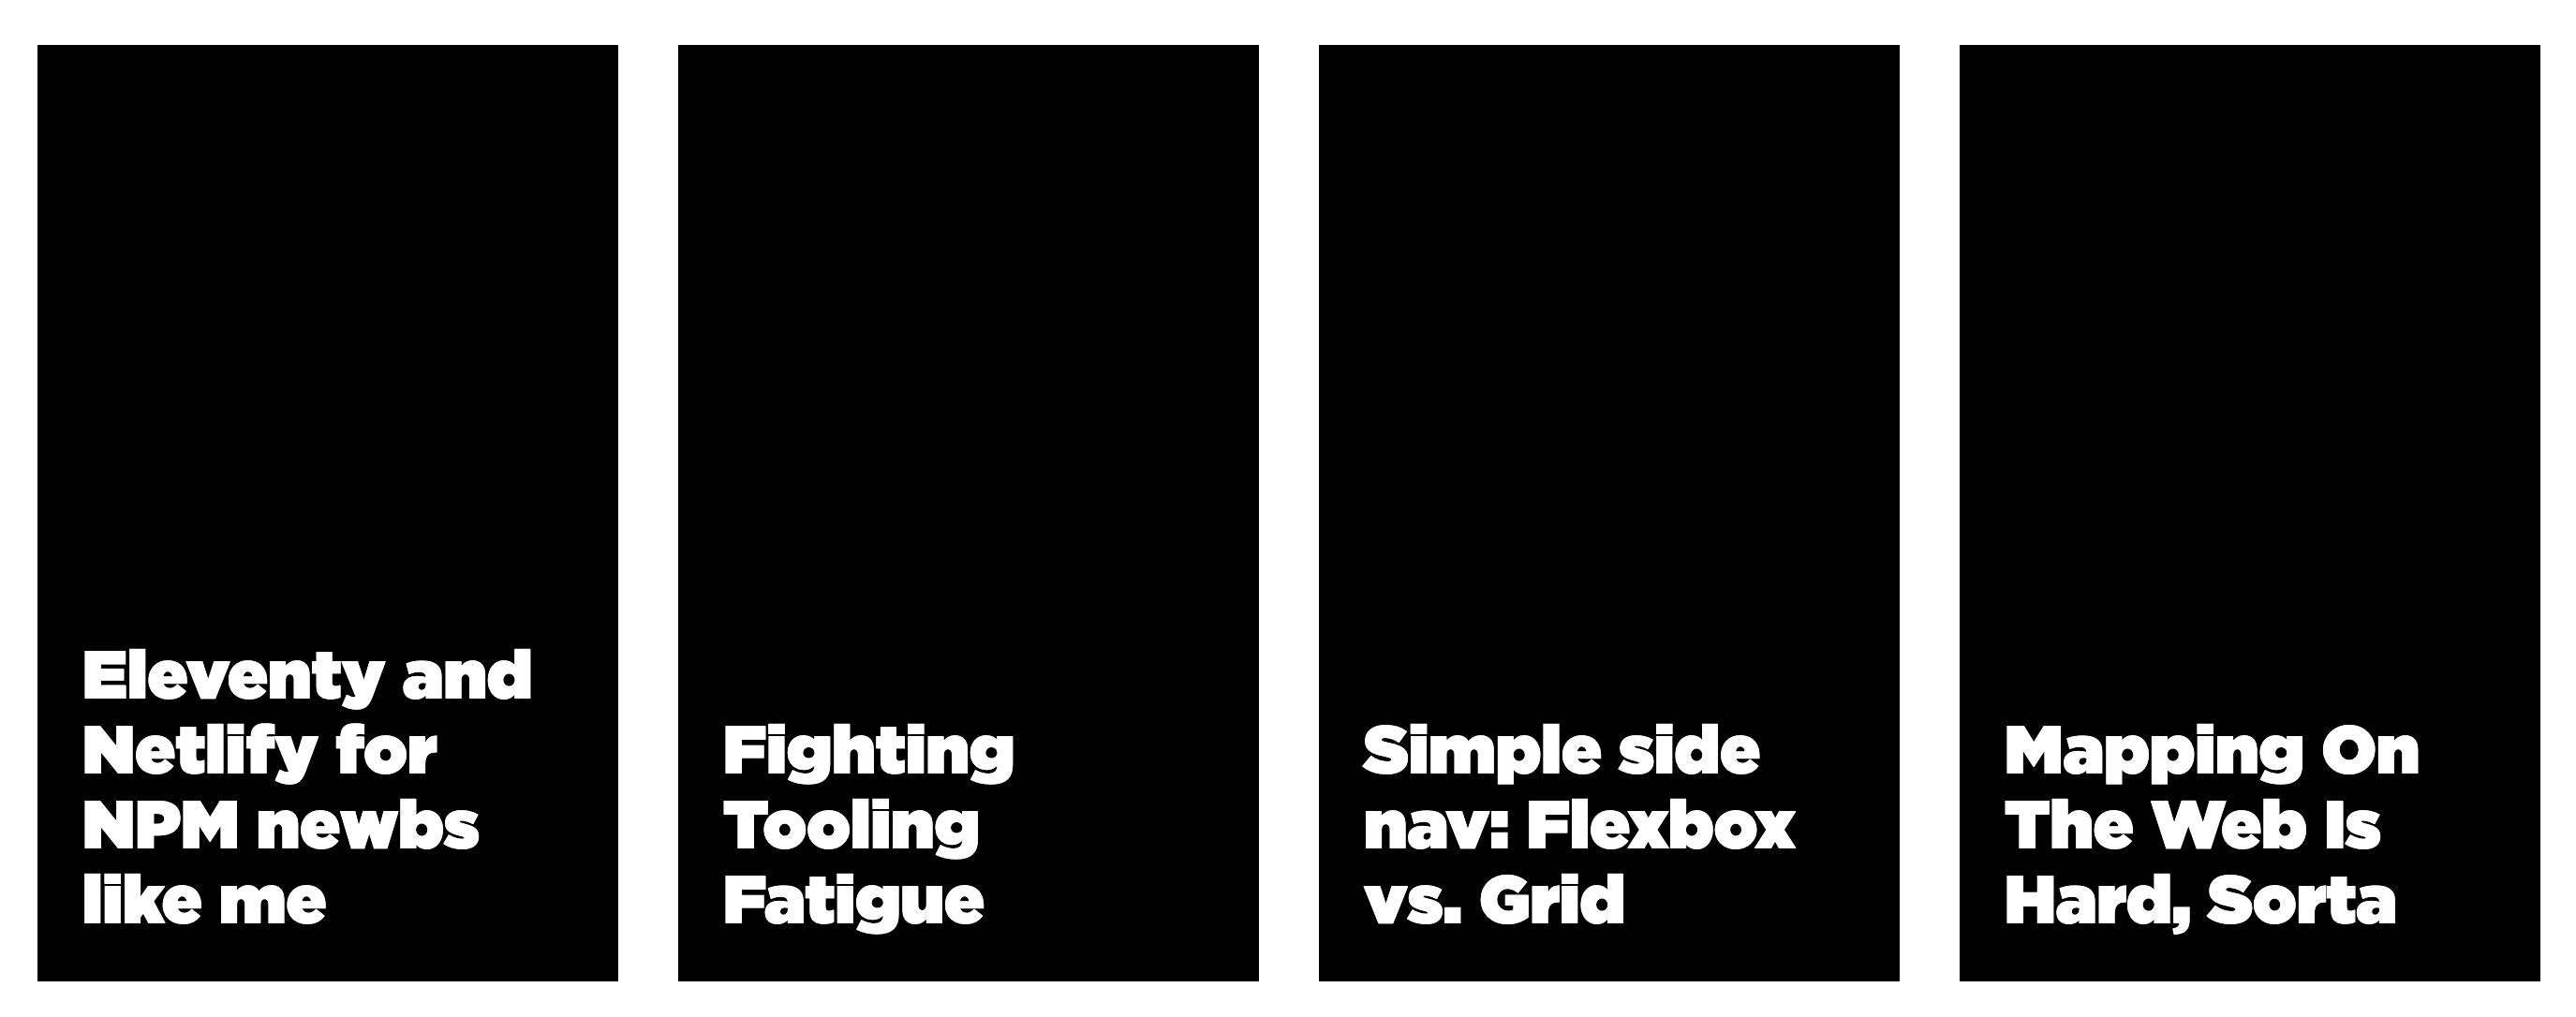 Eleventy and
Netlify for
NPM newbs
like me
Fighting
Tooling
Fatigue
Simple side
nav: Flexbox
vs. Grid
Mapping On
The Web Is
Hard, Sorta